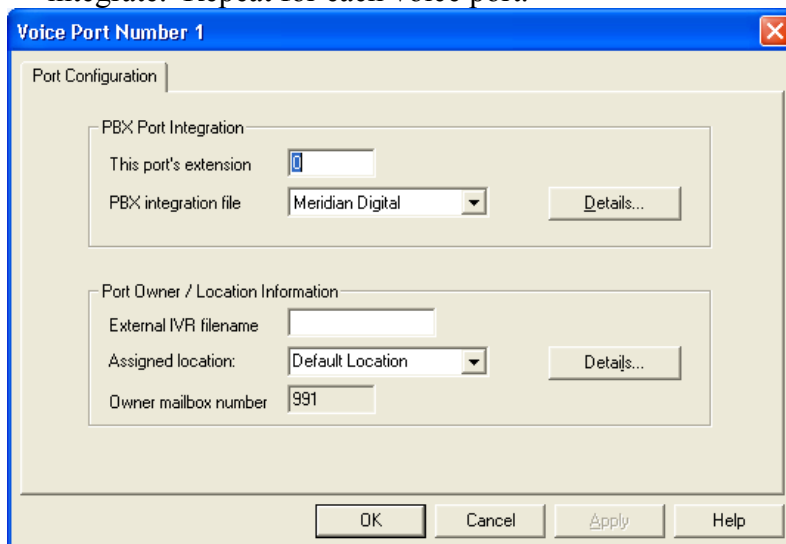 integrate. Repeat for each voice port.
Voice Port Number 1
Port Configuration
PBX Port Integration
This port's extension 0
PBX integration file Meridian Digital Details...
Port Owner / Location Information
External IVR filename
Assigned location: Default Location Details...
Owner mailbox number 991
OK Cancel Apply Help